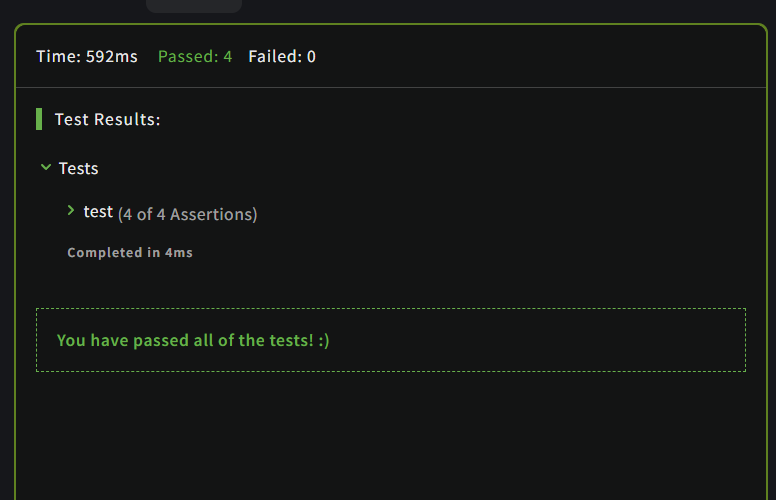 Time: 592ms Passed: 4 Failed: 0
Test Results:
Tests
test (4 of 4 Assertions)
Completed in 4ms
You have passed all of the tests! :)